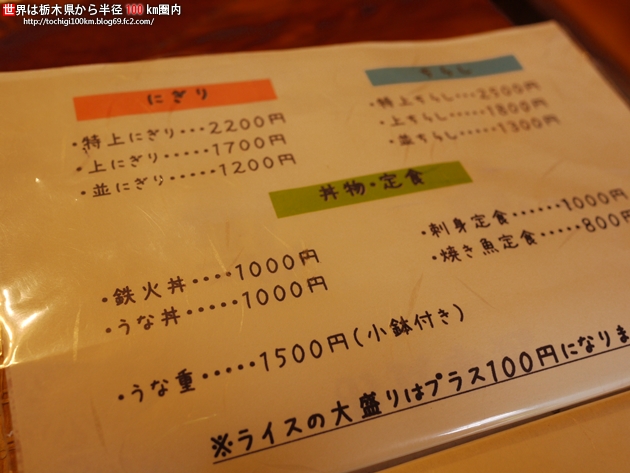 世界は栃木県から半径 100 km圏内
http://tochigi100km.blog69.fc2.com/
にぎり
・特上にぎり・・・2200円
・上にぎり・・・・・1700円
・並にぎり・・・・・1200円
ちらし
・特上ちらし・・・2500円
・上ちらし・・・・・1800円
・並ちらし・・・・・1300円
丼物・定食
・鉄火丼・・・・1000円
・うな丼・・・・・1000円
・うな重・・・・・1500円(小鉢付き)
・刺身定食・・・・・・1000円
・焼き魚定食・・・・・800円
※ライスの大盛りはプラス100円になりま